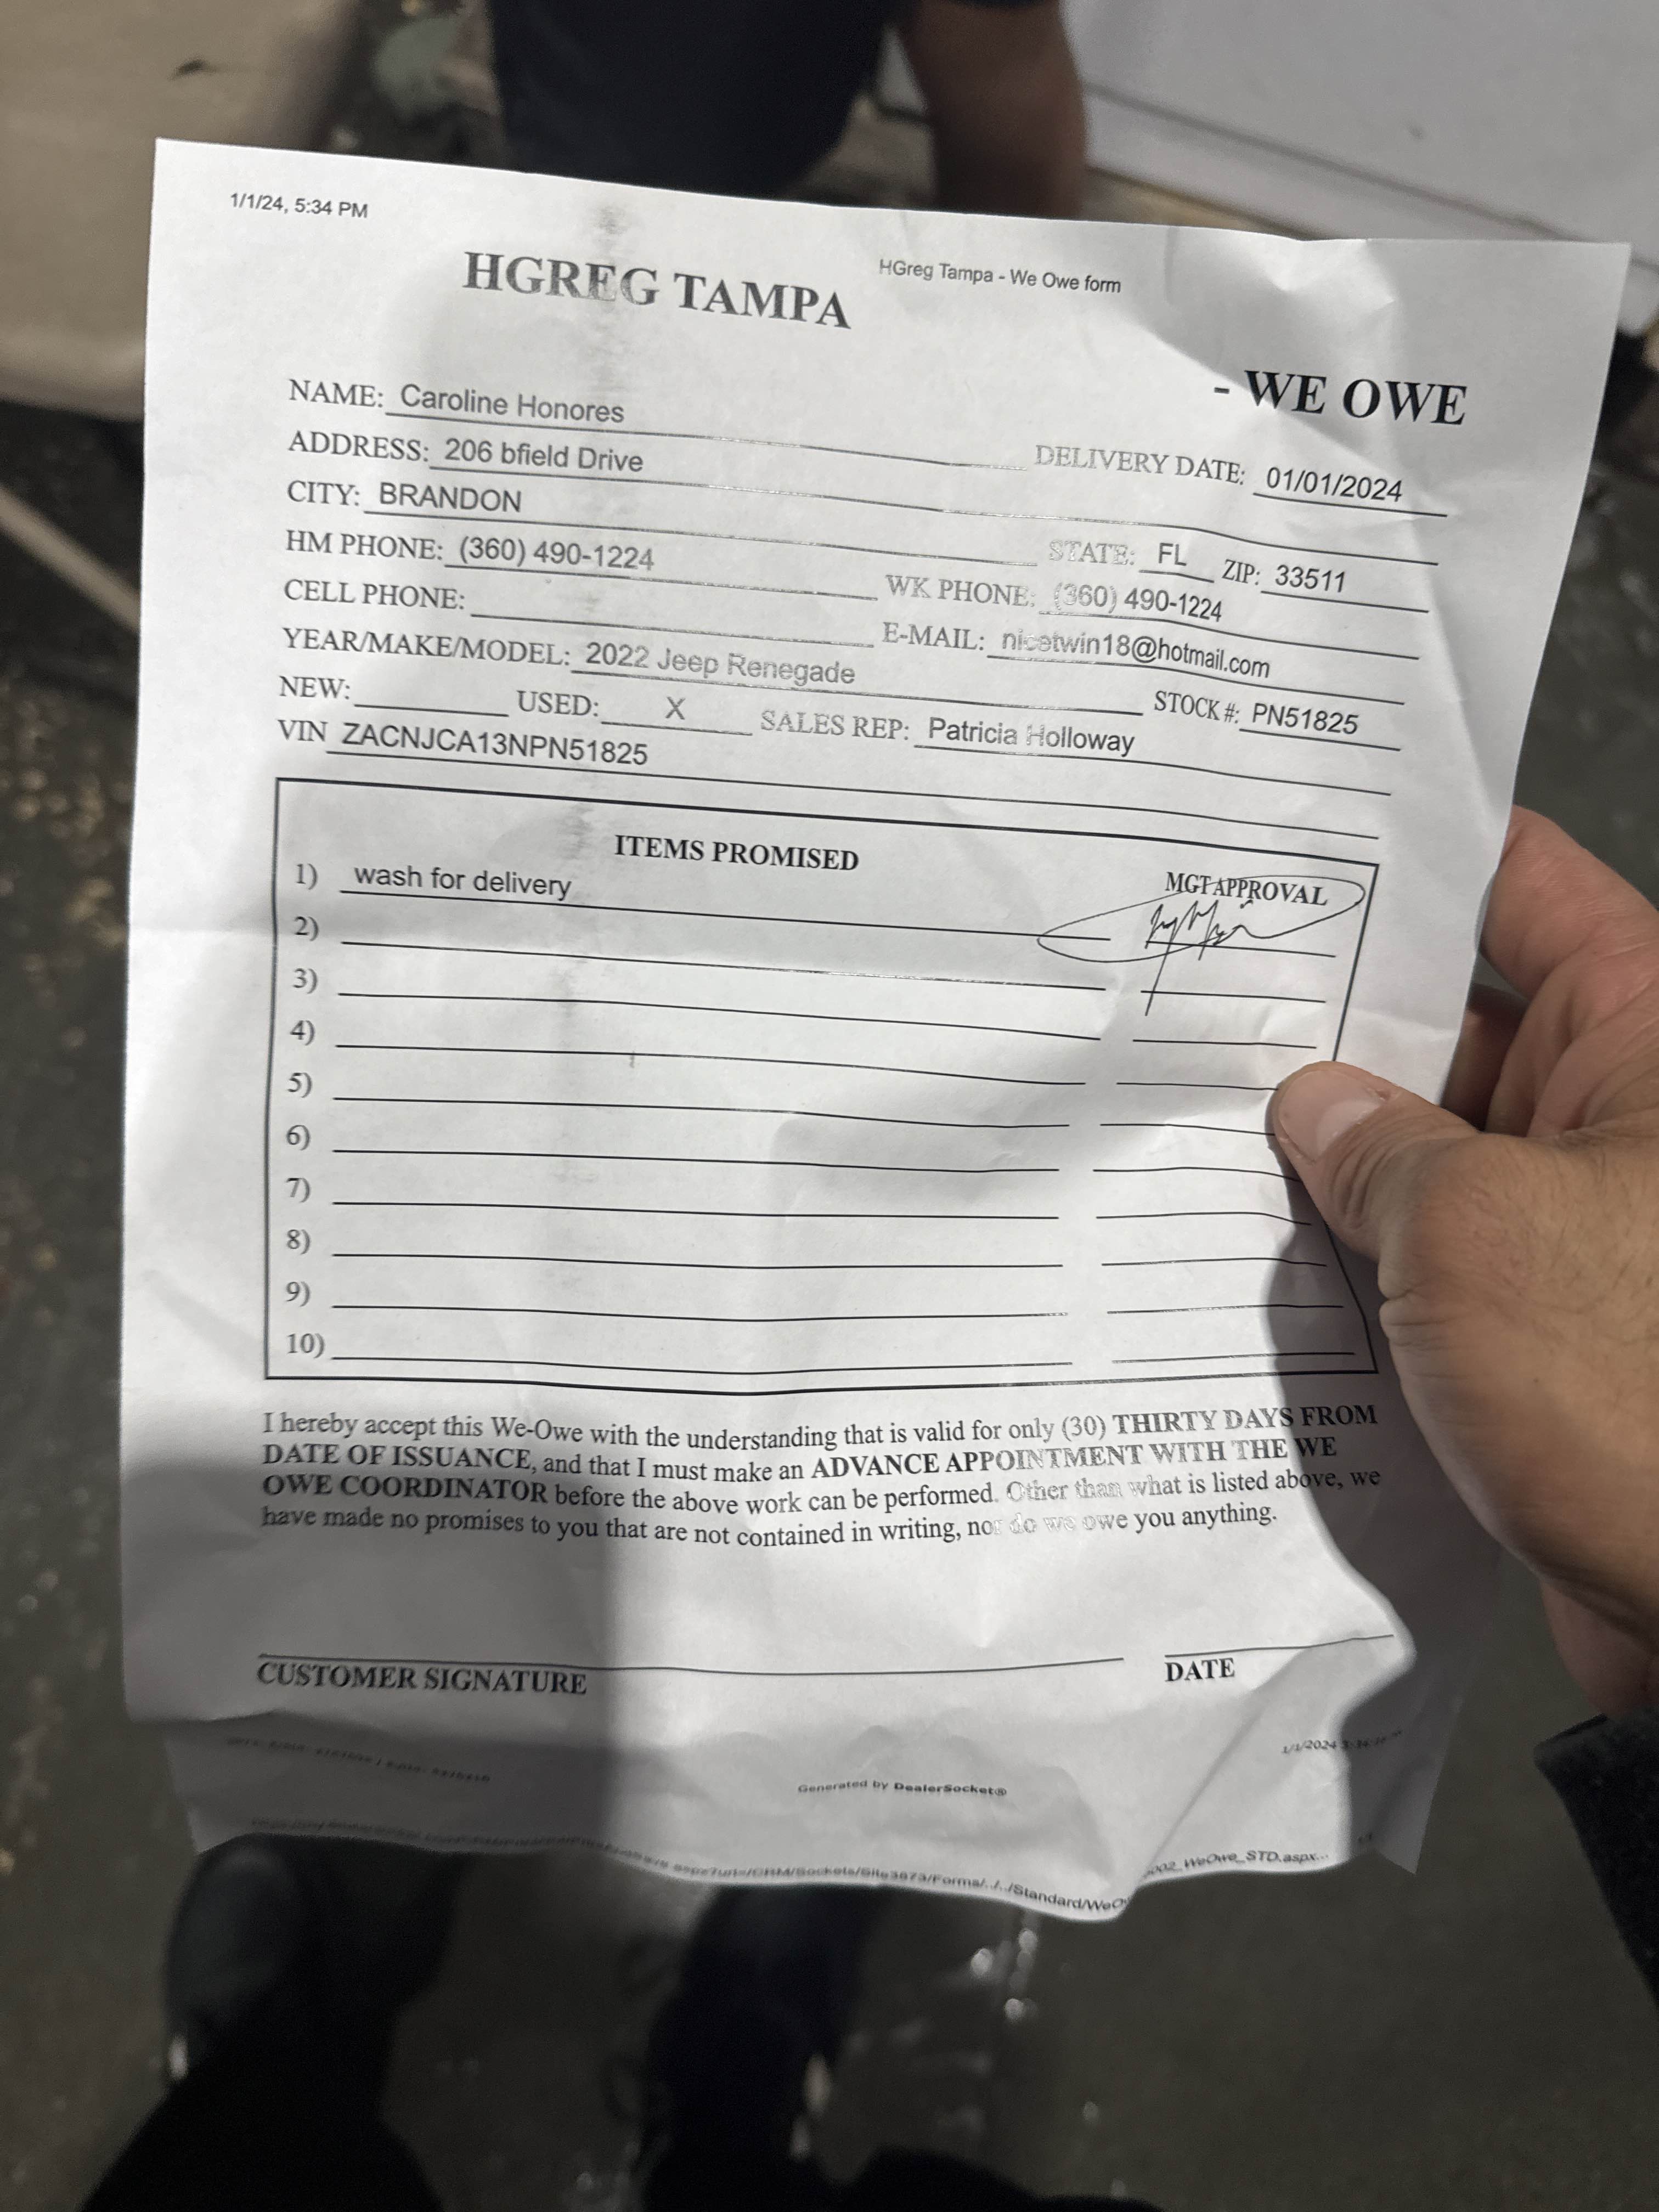 1/1/24, 5:34 PM
HGreg Tampa - We Owe form
HGREG TAMPA
- WE OWE
NAME: Caroline Honores
DELIVERY DATE: 01/01/2024
ADDRESS: 206 bfield Drive
CITY: BRANDON STATE: FL ZIP: 33511
HM PHONE: (360) 490-1224 WK PHONE: (360) 490-1224
CELL PHONE: E-MAIL: nicetwin18@hotmail.com
YEAR/MAKE/MODEL: 2022 Jeep Renegade STOCK #: PN51825
NEW: USED: X SALES REP: Patricia Holloway
VIN ZACNJCA13NPN51825
ITEMS PROMISED MGT APPROVAL
1) wash for delivery
2)
3)
4)
5)
6)
7)
8)
9)
10)
I hereby accept this We-Owe with the understanding that is valid for only (30) THIRTY DAYS FROM
DATE OF ISSUANCE, and that I must make an ADVANCE APPOINTMENT WITH THE WE
OWE COORDINATOR before the above work can be performed. Other than what is listed above, we
have made no promises to you that are not contained in writing, nor do we owe you anything.
CUSTOMER SIGNATURE DATE
1/1/2024
Generated by DealerSocket®